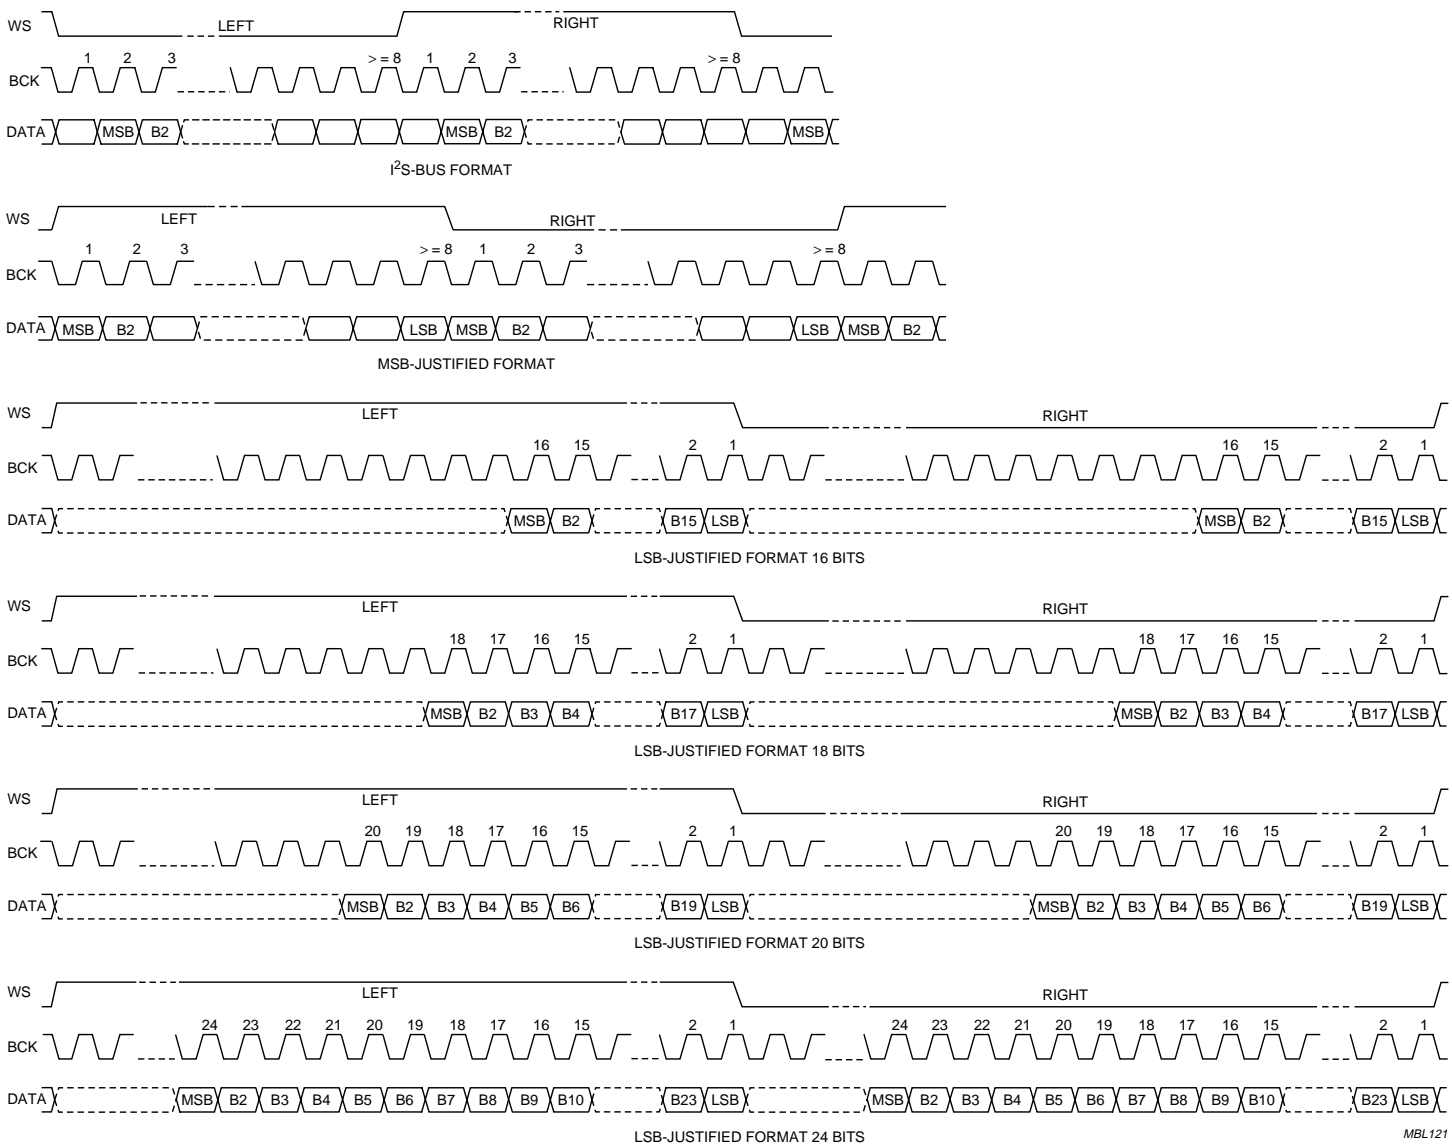 WS LEFT RIGHT
1 2 3 > = 8 1 2 3 > = 8
BCK
DATA MSB B2 MSB B2 MSB
I²S-BUS FORMAT
WS LEFT RIGHT
1 2 3 > = 8 1 2 3 > = 8
BCK
DATA MSB B2 LSB MSB B2 LSB MSB B2
MSB-JUSTIFIED FORMAT
WS LEFT RIGHT
16 15 2 1 16 15 2 1
BCK
DATA MSB B2 B15 LSB MSB B2 B15 LSB
LSB-JUSTIFIED FORMAT 16 BITS
WS LEFT RIGHT
18 17 16 15 2 1 18 17 16 15 2 1
BCK
DATA MSB B2 B3 B4 B17 LSB MSB B2 B3 B4 B17 LSB
LSB-JUSTIFIED FORMAT 18 BITS
WS LEFT RIGHT
20 19 18 17 16 15 2 1 20 19 18 17 16 15 2 1
BCK
DATA MSB B2 B3 B4 B5 B6 B19 LSB MSB B2 B3 B4 B5 B6 B19 LSB
LSB-JUSTIFIED FORMAT 20 BITS
WS LEFT RIGHT
24 23 22 21 20 19 18 17 16 15 2 1 24 23 22 21 20 19 18 17 16 15 2 1
BCK
DATA MSB B2 B3 B4 B5 B6 B7 B8 B9 B10 B23 LSB MSB B2 B3 B4 B5 B6 B7 B8 B9 B10 B23 LSB
LSB-JUSTIFIED FORMAT 24 BITS
MBL121